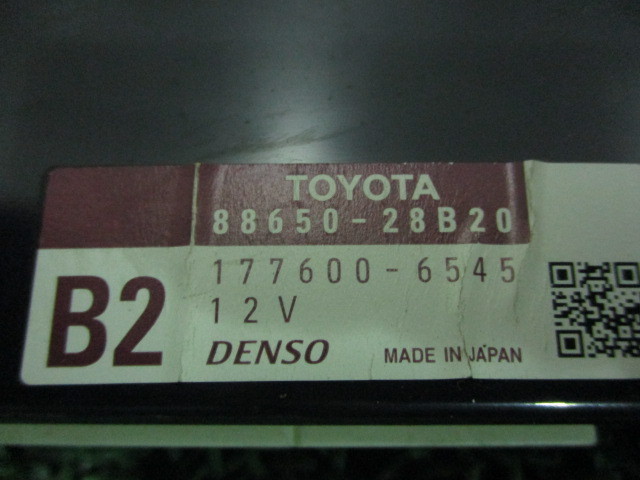 TOYOTA
88650-28B20
177600-6545
12V
B2
DENSO MADE IN JAPAN